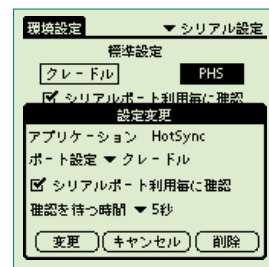 環境設定 ▼ シリアル設定
標準設定
クレードル PHS
シリアルポート利用毎に確認
設定変更
アプリケーション HotSync
ポート設定 ▼ クレードル
シリアルポート利用毎に確認
確認を待つ時間 ▼ 5秒
変更 キャンセル 削除